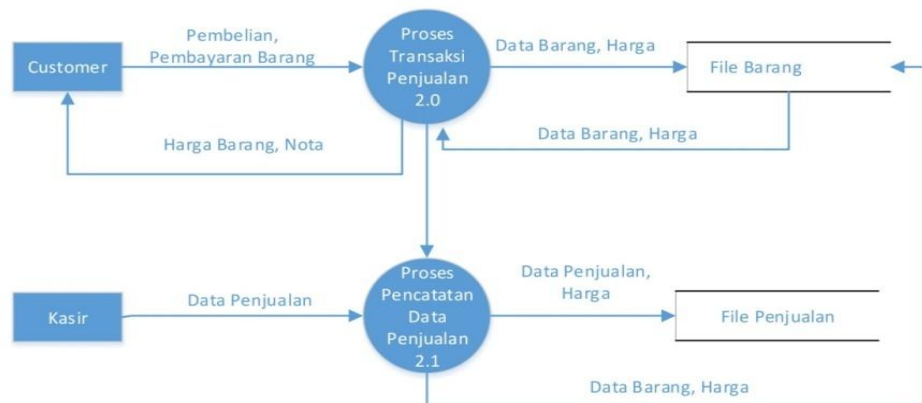 Customer
Pembelian,
Pembayaran Barang
Proses
Transaksi
Penjualan
2.0
Data Barang, Harga
File Barang
Harga Barang, Nota
Data Barang, Harga
Kasir
Data Penjualan
Proses
Pencatatan
Data
Penjualan
2.1
Data Penjualan,
Harga
File Penjualan
Data Barang, Harga